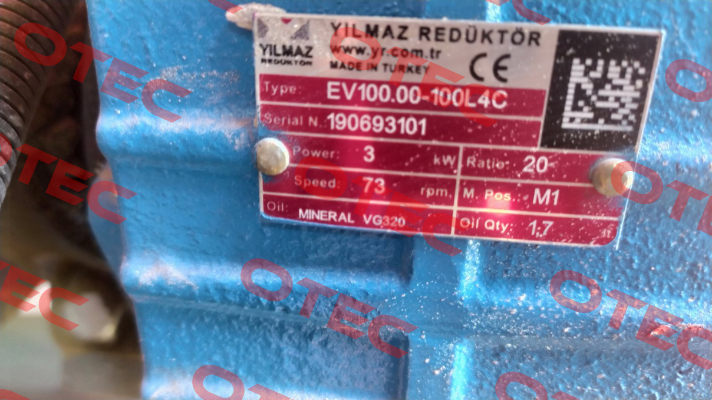 YILMAZ REDÜKTÖR
www.yr.com.tr
MADE IN TURKEY CE
YILMAZ
REDÜKTÖR
Type: EV100.00-100L4C
Serial N. 190693101
Power: 3 kW Ratio: 20
Speed: 73 rpm. M. Pos.: M1
Oil: MINERAL VG320 Oil Qty: 1,7 lt.
OTEC
OTEC
OTEC
OTEC
OTEC
OTEC
OTEC
OTEC